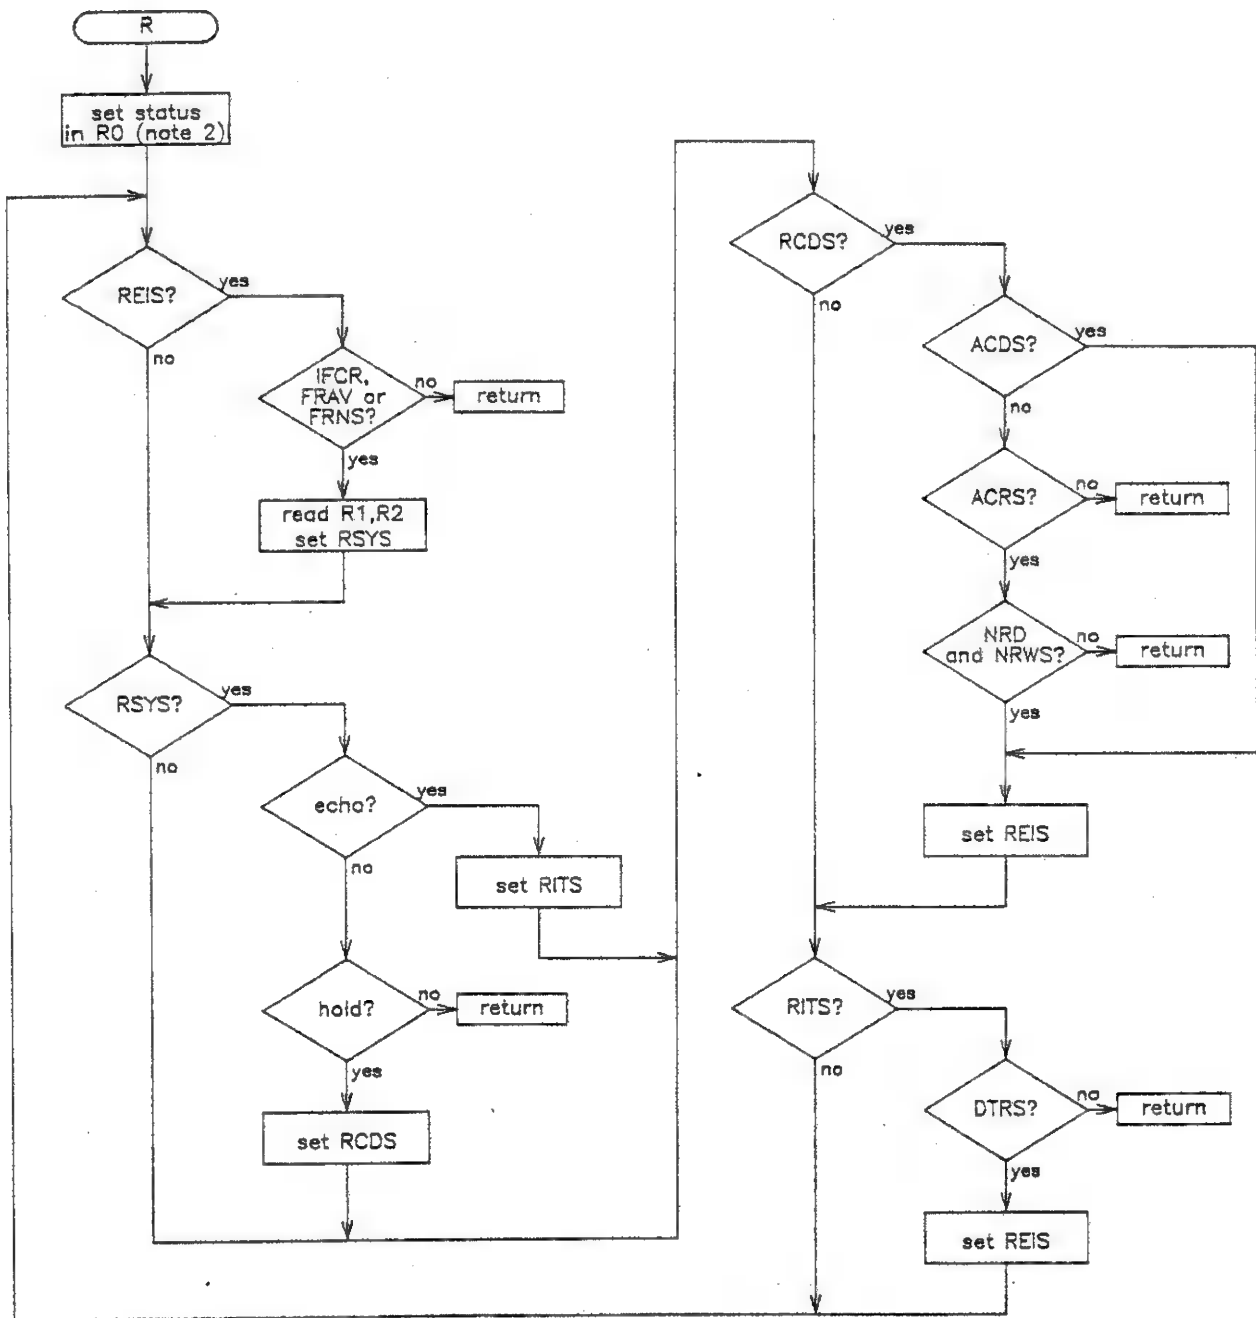 R
set status
in R0 (note 2)
REIS?
yes
no
IFCR,
FRAV or
FRNS?
no
return
yes
read R1,R2
set RSYS
RSYS?
yes
no
echo?
yes
no
set RITS
hold?
no
return
yes
set RCDS
RCDS?
yes
no
ACDS?
yes
no
ACRS?
no
return
yes
NRD
and NRWS?
no
return
yes
set REIS
RITS?
yes
no
DTRS?
no
return
yes
set REIS